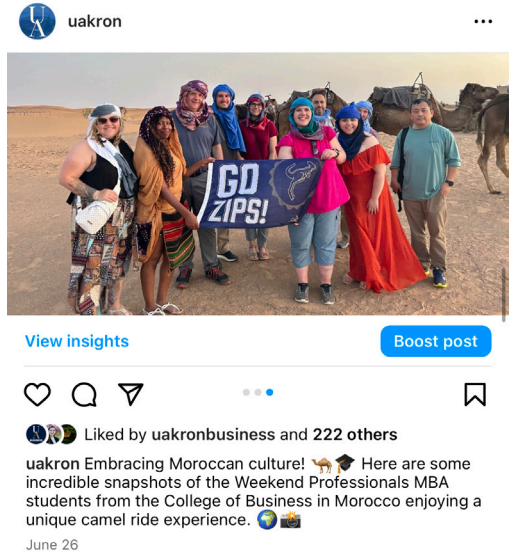 uakron
GO
ZIPS!
View insights
Boost post
Liked by uakronbusiness and 222 others
uakron Embracing Moroccan culture! 🐪🎓 Here are some
incredible snapshots of the Weekend Professionals MBA
students from the College of Business in Morocco enjoying a
unique camel ride experience. 🌍📸
June 26